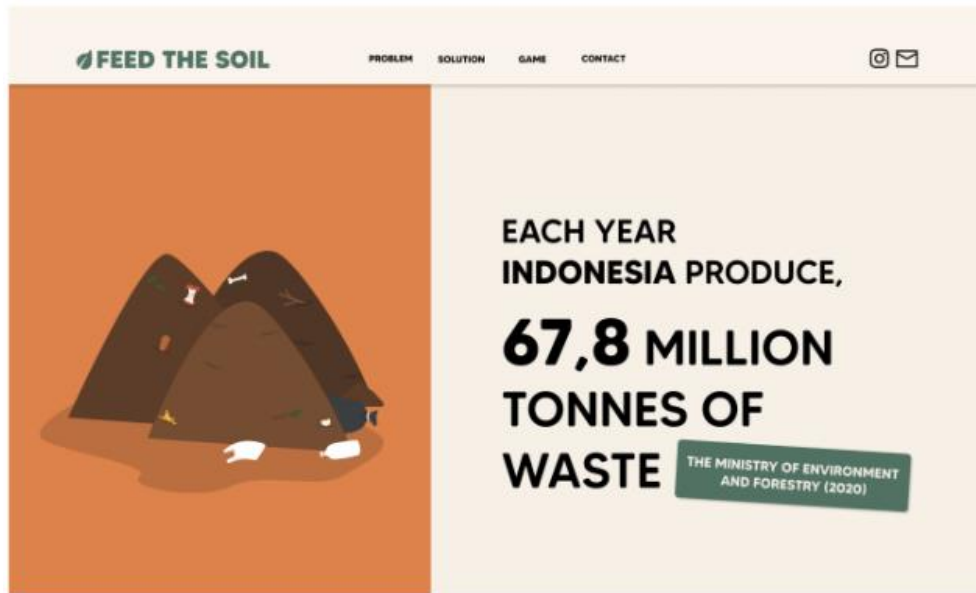 FEED THE SOIL
PROBLEM SOLUTION GAME CONTACT
EACH YEAR
INDONESIA PRODUCE,
67,8 MILLION
TONNES OF
WASTE
THE MINISTRY OF ENVIRONMENT
AND FORESTRY (2020)